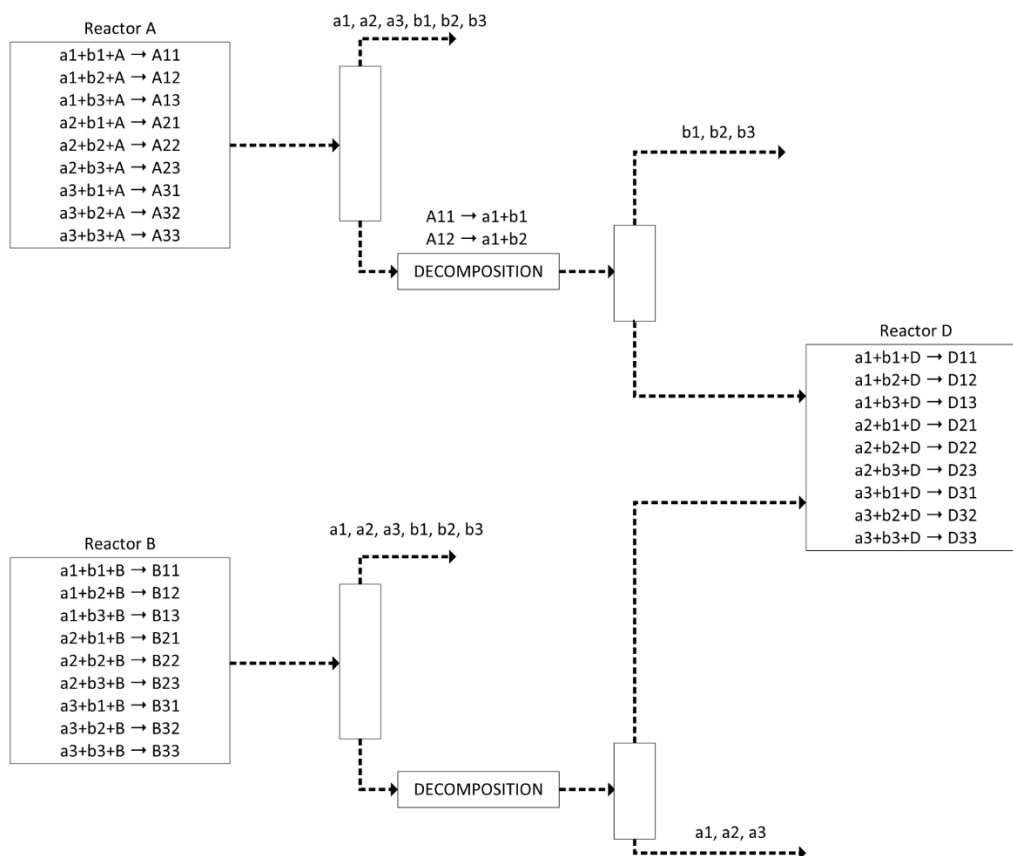 Reactor A
a1+b1+A → A11
a1+b2+A → A12
a1+b3+A → A13
a2+b1+A → A21
a2+b2+A → A22
a2+b3+A → A23
a3+b1+A → A31
a3+b2+A → A32
a3+b3+A → A33
a1, a2, a3, b1, b2, b3
A11 → a1+b1
A12 → a1+b2
DECOMPOSITION
b1, b2, b3
Reactor D
a1+b1+D → D11
a1+b2+D → D12
a1+b3+D → D13
a2+b1+D → D21
a2+b2+D → D22
a2+b3+D → D23
a3+b1+D → D31
a3+b2+D → D32
a3+b3+D → D33
Reactor B
a1+b1+B → B11
a1+b2+B → B12
a1+b3+B → B13
a2+b1+B → B21
a2+b2+B → B22
a2+b3+B → B23
a3+b1+B → B31
a3+b2+B → B32
a3+b3+B → B33
a1, a2, a3, b1, b2, b3
DECOMPOSITION
a1, a2, a3